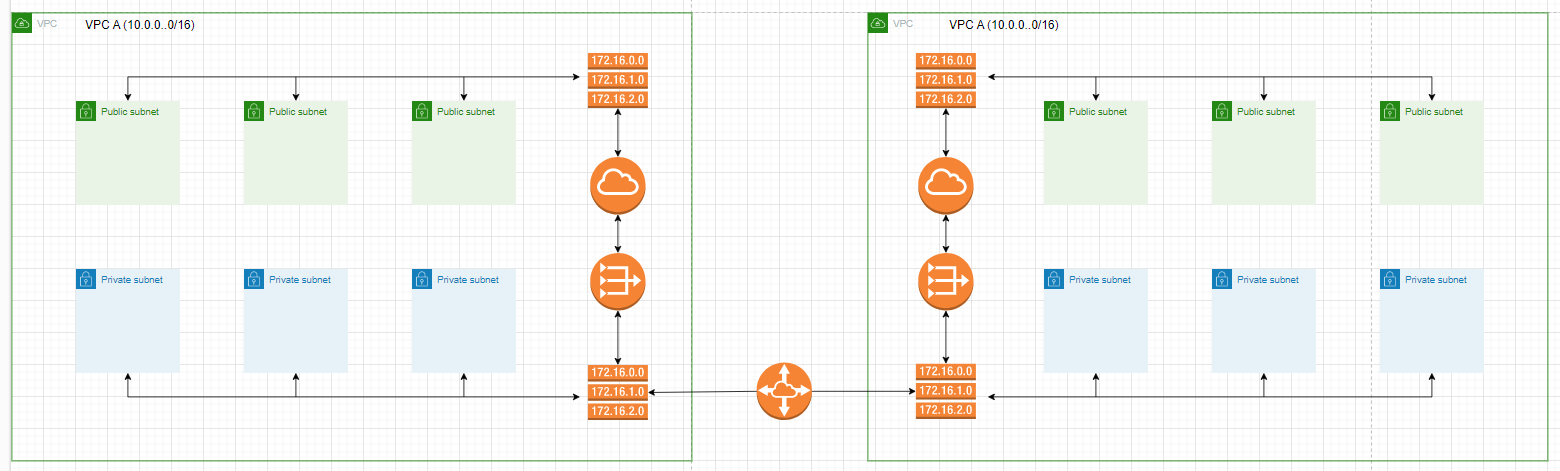 VPC
VPC A (10.0.0..0/16)
172.16.0.0
172.16.1.0
172.16.2.0
Public subnet
Public subnet
Public subnet
Private subnet
Private subnet
Private subnet
172.16.0.0
172.16.1.0
172.16.2.0
VPC
VPC A (10.0.0..0/16)
172.16.0.0
172.16.1.0
172.16.2.0
Public subnet
Public subnet
Public subnet
Private subnet
Private subnet
Private subnet
172.16.0.0
172.16.1.0
172.16.2.0